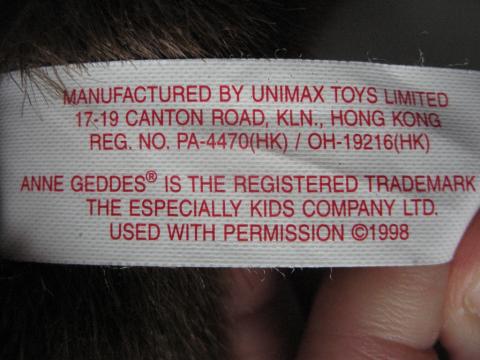 MANUFACTURED BY UNIMAX TOYS LIMITED
17-19 CANTON ROAD, KLN., HONG KONG
REG. NO. PA-4470(HK) / OH-19216(HK)
ANNE GEDDES® IS THE REGISTERED TRADEMARK
THE ESPECIALLY KIDS COMPANY LTD.
USED WITH PERMISSION ©1998